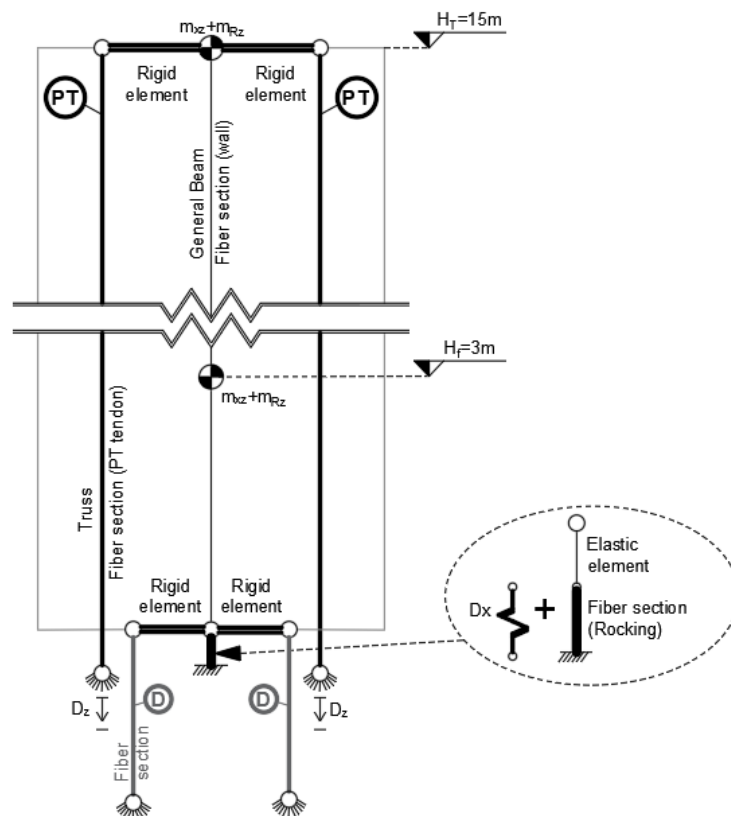 m_xz+m_Rz
H_T=15m
Rigid
element
Rigid
element
PT
PT
General Beam
Fiber section (wall)
H_f=3m
m_xz+m_Rz
Truss
Fiber section (PT tendon)
Rigid
element
Rigid
element
Elastic
element
Dx
+
Fiber section
(Rocking)
D
D
D_z
D_z
Fiber
section